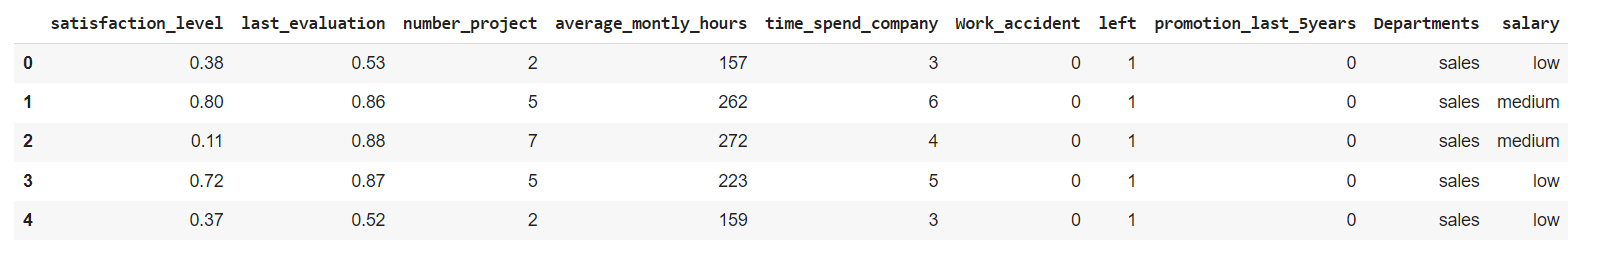 satisfaction_level last_evaluation number_project average_montly_hours time_spend_company Work_accident left promotion_last_5years Departments salary
0 0.38 0.53 2 157 3 0 1 0 sales low
1 0.80 0.86 5 262 6 0 1 0 sales medium
2 0.11 0.88 7 272 4 0 1 0 sales medium
3 0.72 0.87 5 223 5 0 1 0 sales low
4 0.37 0.52 2 159 3 0 1 0 sales low